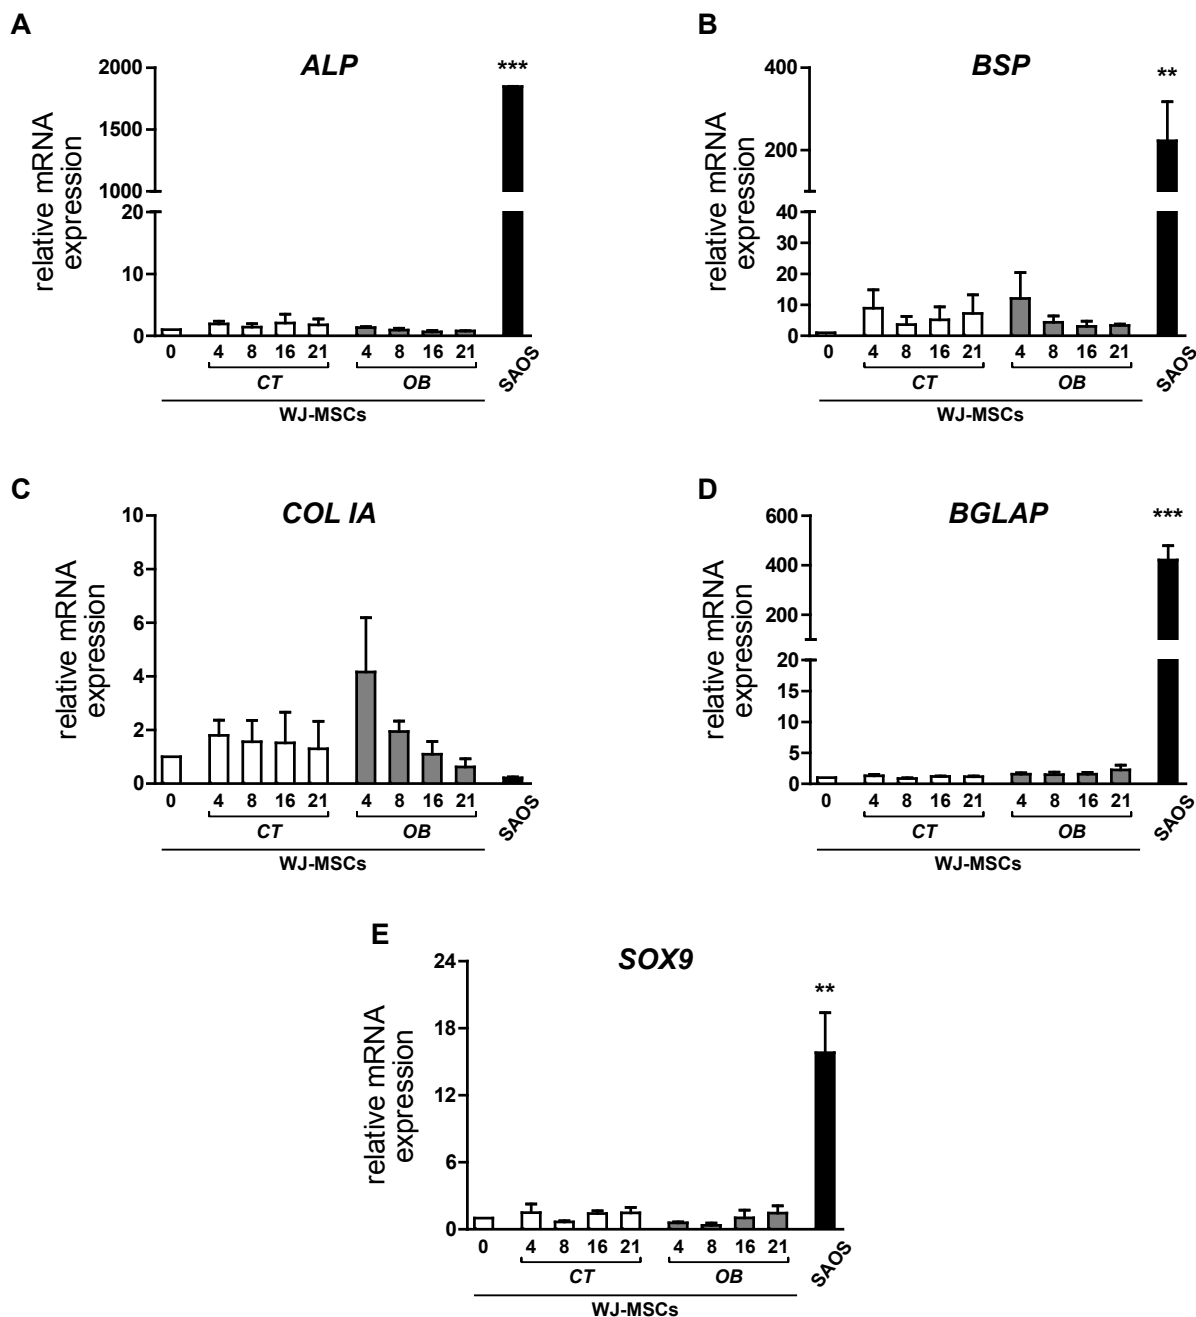 A
ALP
relative mRNA
expression
2000
1500
1000
20
10
0
***
0 4 8 16 21 4 8 16 21 SAOS
CT OB
WJ-MSCs
B
BSP
relative mRNA
expression
400
200
40
30
20
10
0
**
0 4 8 16 21 4 8 16 21 SAOS
CT OB
WJ-MSCs
C
COL IA
relative mRNA
expression
10
8
6
4
2
0
0 4 8 16 21 4 8 16 21 SAOS
CT OB
WJ-MSCs
D
BGLAP
relative mRNA
expression
600
400
200
20
15
10
5
0
***
0 4 8 16 21 4 8 16 21 SAOS
CT OB
WJ-MSCs
E
SOX9
relative mRNA
expression
24
18
12
6
0
**
0 4 8 16 21 4 8 16 21 SAOS
CT OB
WJ-MSCs